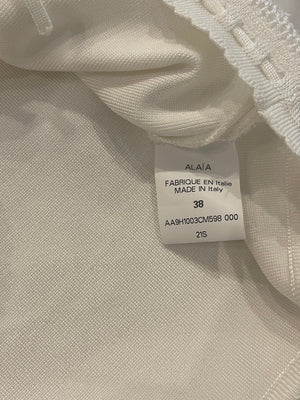 ALAÏA
FABRIQUE EN Italie
MADE IN Italy
38
AA9H1003CM598 000
21S